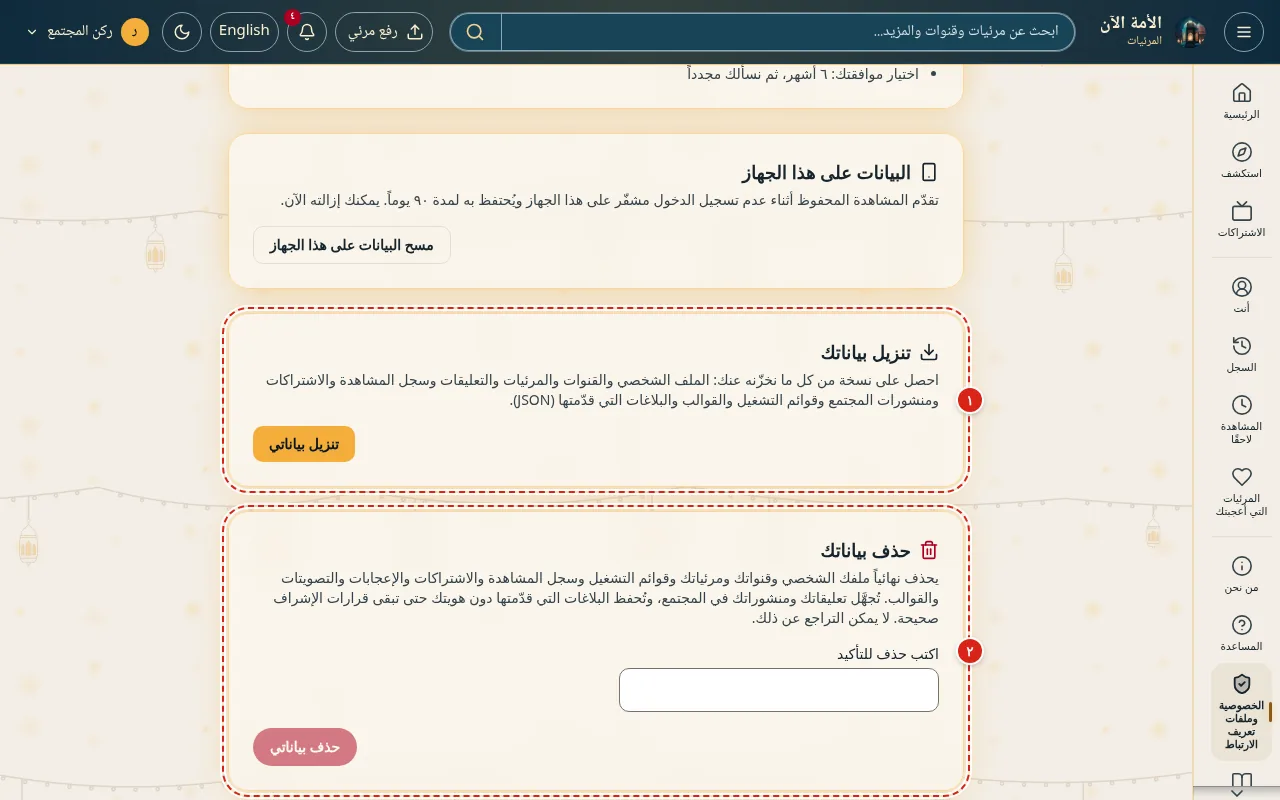 الأمة الآن
المرئيات
ابحث عن مرئيات وقنوات والمزيد...
رفع مرئي
٤
English
ر
ركن المجتمع
الرئيسية
استكشف
الاشتراكات
أنت
السجل
المشاهدة
لاحقًا
المرئيات
التي أعجبتك
من نحن
المساعدة
الخصوصية
وملفات
تعريف
الارتباط
اختيار موافقتك: ٦ أشهر، ثم نسألك مجدداً
البيانات على هذا الجهاز
تقدّم المشاهدة المحفوظ أثناء عدم تسجيل الدخول مشفّر على هذا الجهاز ويُحتفظ به لمدة ٩٠ يوماً. يمكنك إزالته الآن.
مسح البيانات على هذا الجهاز
تنزيل بياناتك
احصل على نسخة من كل ما نخزّنه عنك: الملف الشخصي والقنوات والمرئيات والتعليقات وسجل المشاهدة والاشتراكات
ومنشورات المجتمع وقوائم التشغيل والقوالب والبلاغات التي قدّمتها (JSON).
١
تنزيل بياناتي
حذف بياناتك
يحذف نهائياً ملفك الشخصي وقنواتك ومرئياتك وقوائم التشغيل وسجل المشاهدة والاشتراكات والإعجابات والتصويتات
والقوالب. تُجهَّل تعليقاتك ومنشوراتك في المجتمع، وتُحفظ البلاغات التي قدّمتها دون هويتك حتى تبقى قرارات الإشراف
صحيحة. لا يمكن التراجع عن ذلك.
٢
اكتب حذف للتأكيد
حذف بياناتي